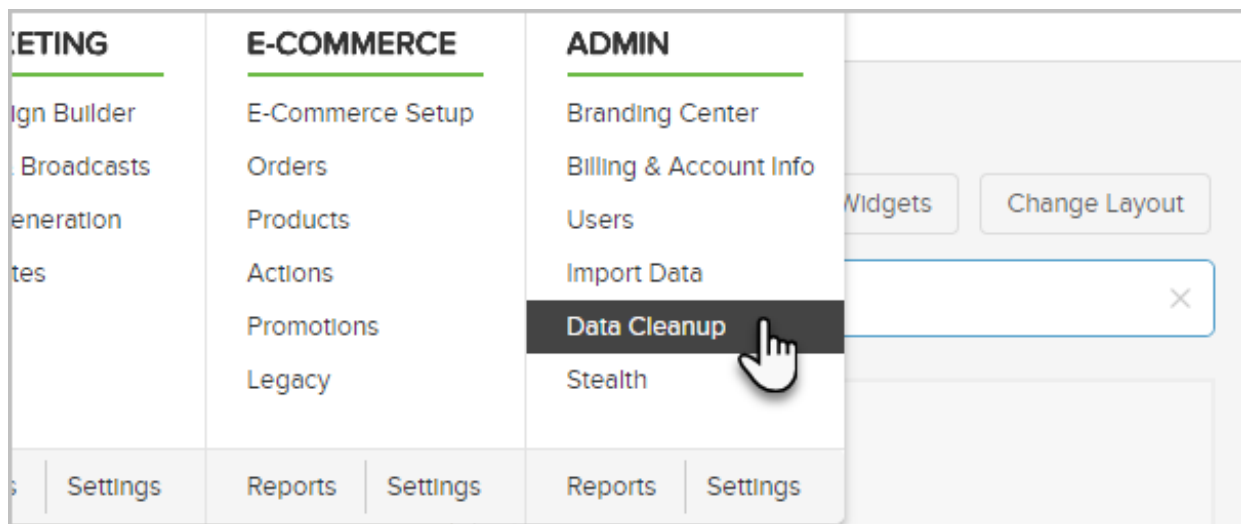 ETING
ign Builder
Broadcasts
eneration
tes
Settings
E-COMMERCE
E-Commerce Setup
Orders
Products
Actions
Promotions
Legacy
Reports
Settings
ADMIN
Branding Center
Billing & Account Info
Users
Import Data
Data Cleanup
Stealth
Reports
Settings
Widgets
Change Layout